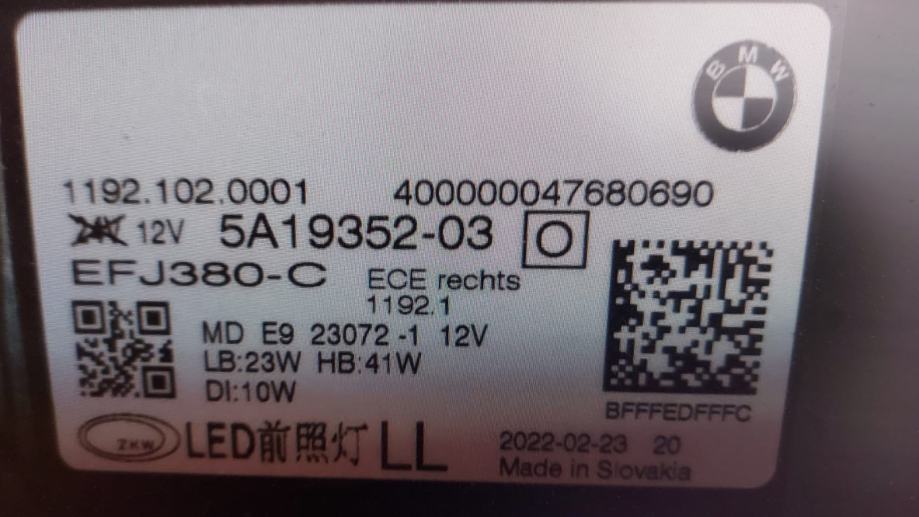 BMW
1192.102.0001 400000047680690
24V 12V 5A19352-03 O
EFJ380-C ECE rechts
1192.1
MD E9 23072 -1 12V
LB:23W HB:41W
DI:10W
BFFFEDFFFC
ZKW LED前照灯 LL
2022-02-23 20
Made in Slovakia